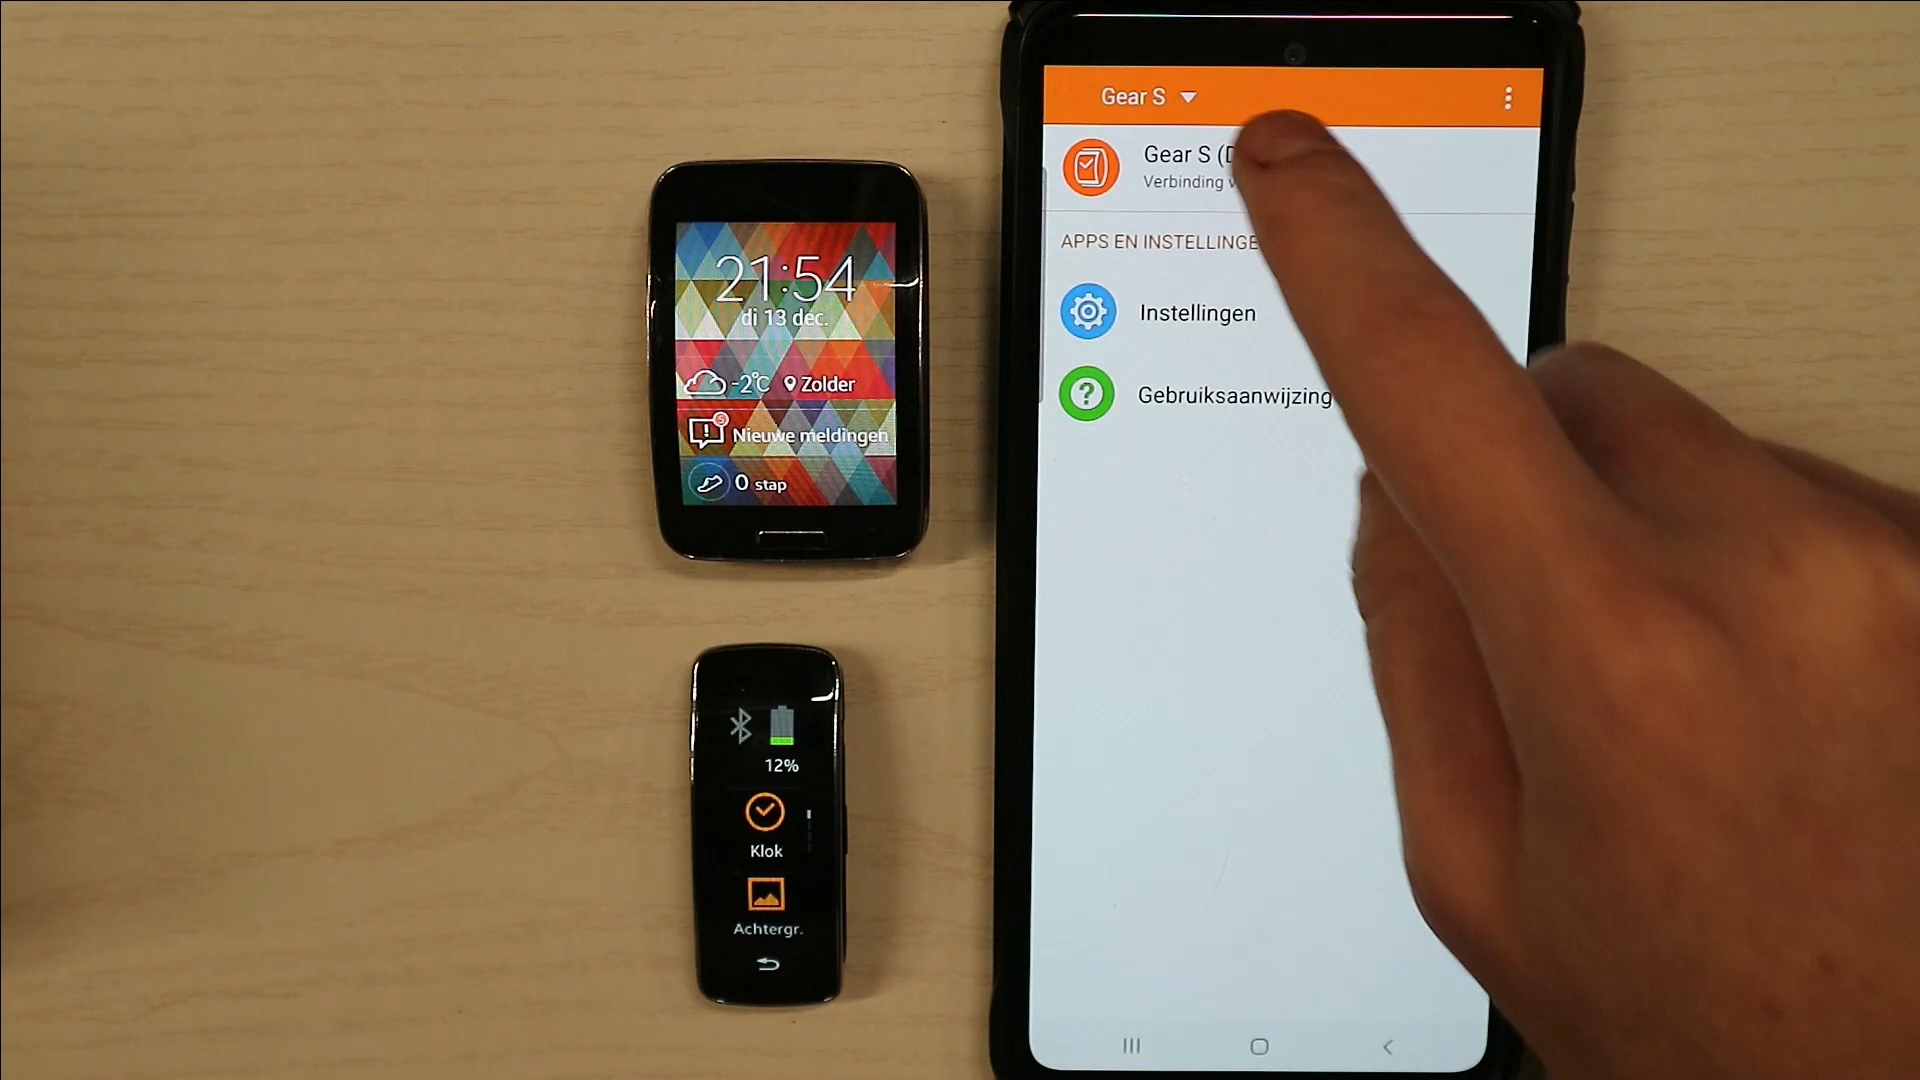 21:54
di 13 dec.
-2°C Zolder
5
Nieuwe meldingen
0 stap
12%
Klok
Achtergr.
Gear S
Gear S (
Verbinding
APPS EN INSTELLINGE
Instellingen
Gebruiksaanwijzing